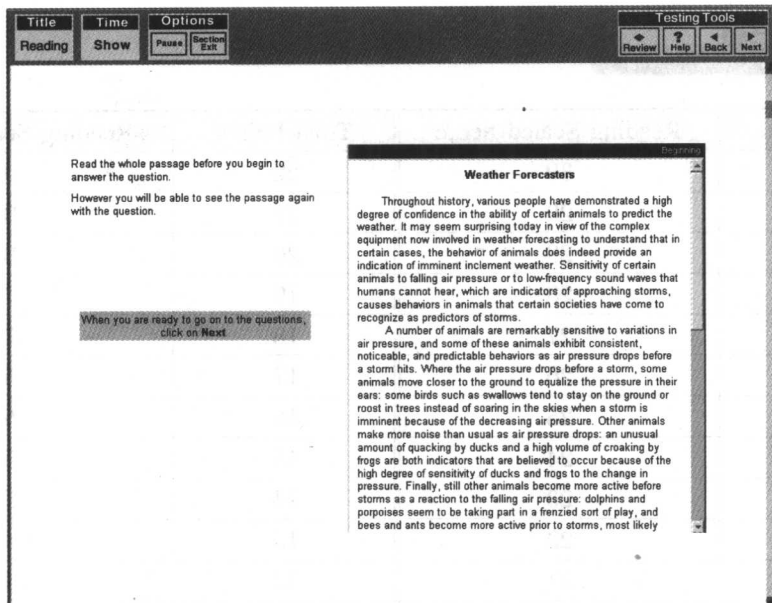 Title
Time
Options
Testing Tools
Reading
Show
Pause
Section
Exit
Review
Help
Back
Next
Beginning
Read the whole passage before you begin to
answer the question.
However you will be able to see the passage again
with the question.
When you are ready to go on to the questions,
click on Next
Weather Forecasters
Throughout history, various people have demonstrated a high
degree of confidence in the ability of certain animals to predict the
weather. It may seem surprising today in view of the complex
equipment now involved in weather forecasting to understand that in
certain cases, the behavior of animals does indeed provide an
indication of imminent inclement weather. Sensitivity of certain
animals to falling air pressure or to low-frequency sound waves that
humans cannot hear, which are indicators of approaching storms,
causes behaviors in animals that certain societies have come to
recognize as predictors of storms.
A number of animals are remarkably sensitive to variations in
air pressure, and some of these animals exhibit consistent,
noticeable, and predictable behaviors as air pressure drops before
a storm hits. Where the air pressure drops before a storm, some
animals move closer to the ground to equalize the pressure in their
ears: some birds such as swallows tend to stay on the ground or
roost in trees instead of soaring in the skies when a storm is
imminent because of the decreasing air pressure. Other animals
make more noise than usual as air pressure drops: an unusual
amount of quacking by ducks and a high volume of croaking by
frogs are both indicators that are believed to occur because of the
high degree of sensitivity of ducks and frogs to the change in
pressure. Finally, still other animals become more active before
storms as a reaction to the falling air pressure: dolphins and
porpoises seem to be taking part in a frenzied sort of play, and
bees and ants become more active prior to storms, most likely